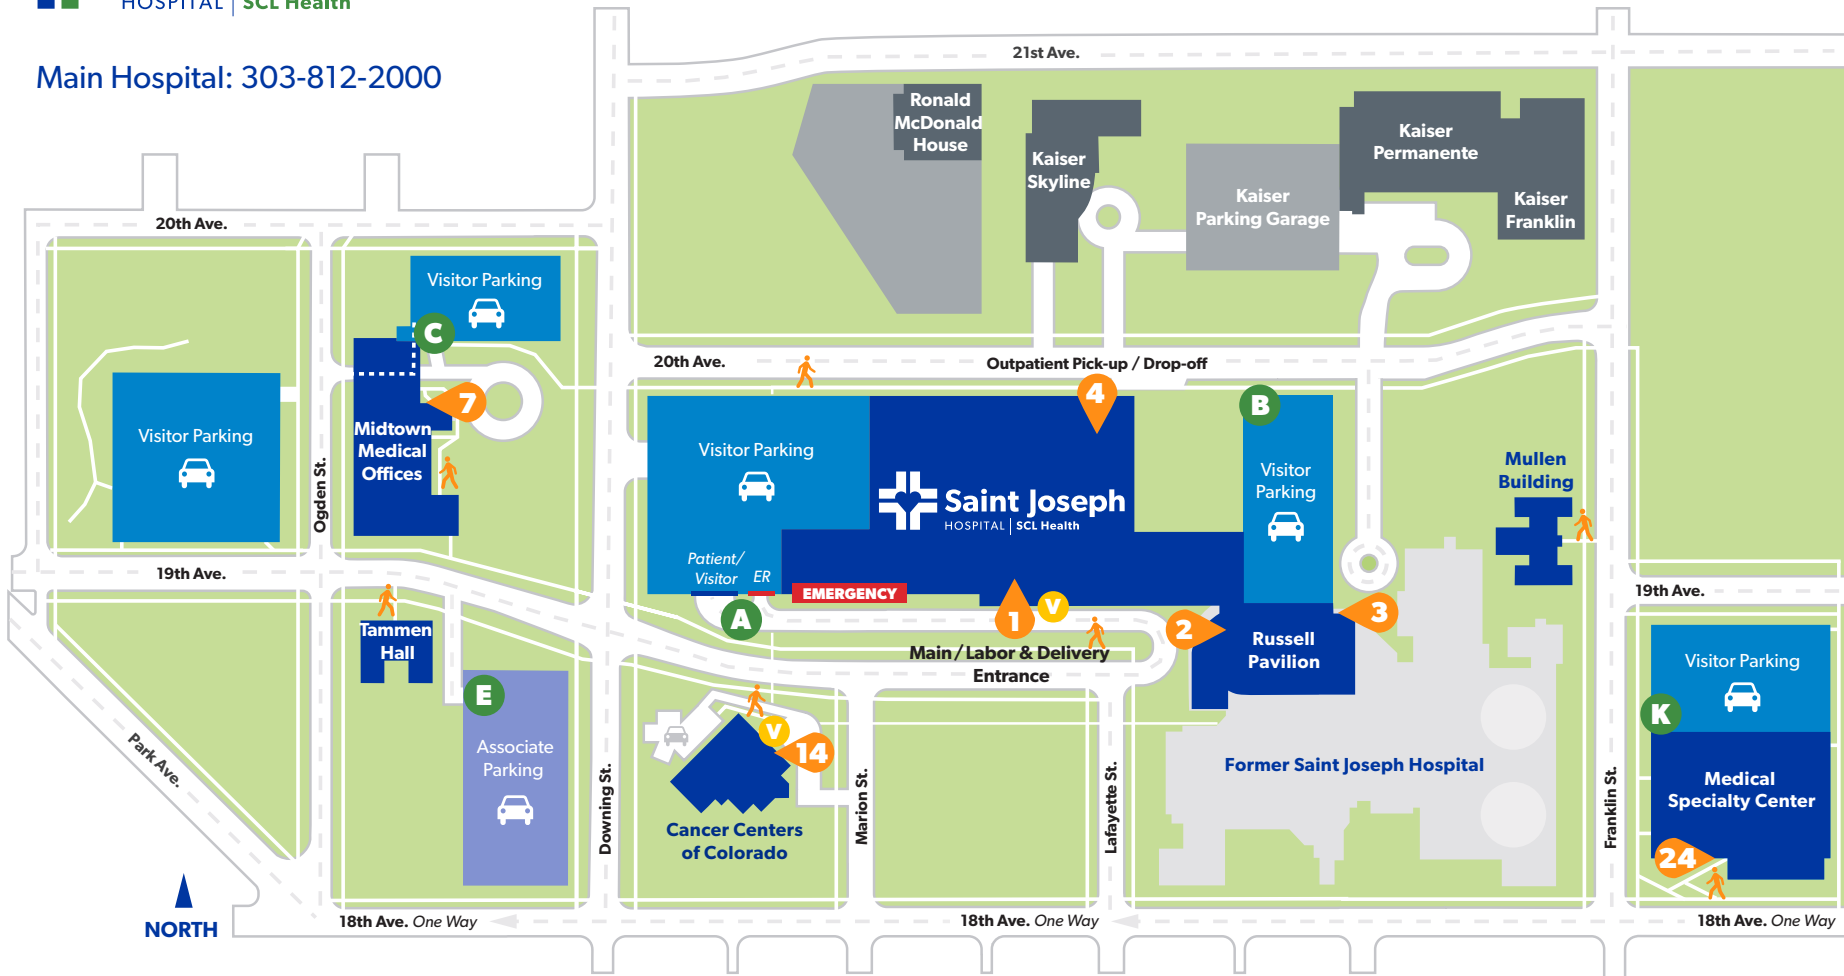 HOSPITAL | SCL Health
Main Hospital: 303-812-2000
21st Ave.
Ronald
McDonald
House
Kaiser
Skyline
Kaiser
Parking Garage
Kaiser
Permanente
Kaiser
Franklin
20th Ave.
Visitor Parking
C
7
Midtown
Medical
Offices
Visitor Parking
Ogden St.
20th Ave.
Outpatient Pick-up / Drop-off
4
B
Visitor Parking
Saint Joseph
HOSPITAL | SCL Health
Visitor
Parking
Mullen
Building
Patient/
Visitor
ER
EMERGENCY
A
1
V
2
3
Main / Labor & Delivery
Entrance
Russell
Pavilion
19th Ave.
19th Ave.
Tammen
Hall
E
Associate
Parking
Park Ave.
Downing St.
V
14
Cancer Centers
of Colorado
Marion St.
Lafayette St.
Former Saint Joseph Hospital
Franklin St.
Visitor Parking
K
Medical
Specialty Center
24
NORTH
18th Ave. One Way
18th Ave. One Way
18th Ave. One Way